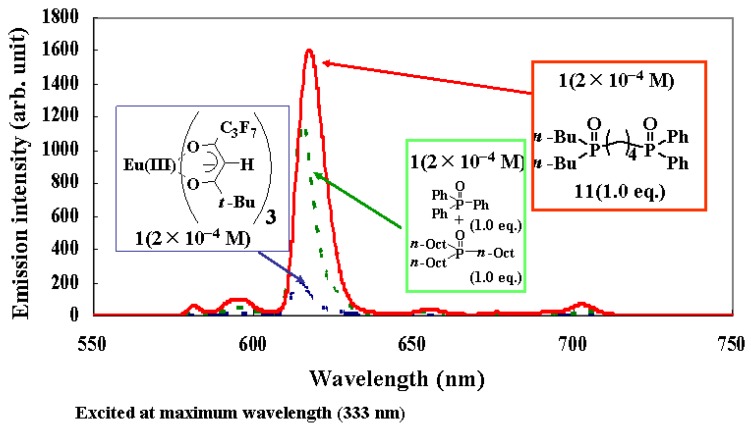 Emission intensity (arb. unit)
1800
1600
1400
1200
1000
800
600
400
200
0
550
600
650
700
750
Wavelength (nm)
Excited at maximum wavelength (333 nm)
C3F7
O
Eu(III)
H
O
t-Bu
3
1(2×10⁻⁴ M)
1(2×10⁻⁴ M)
O
Ph P Ph
Ph
+ (1.0 eq.)
O
n-Oct P n-Oct
n-Oct
(1.0 eq.)
1(2×10⁻⁴ M)
O O
n-Bu P 4 P Ph
n-Bu Ph
11(1.0 eq.)